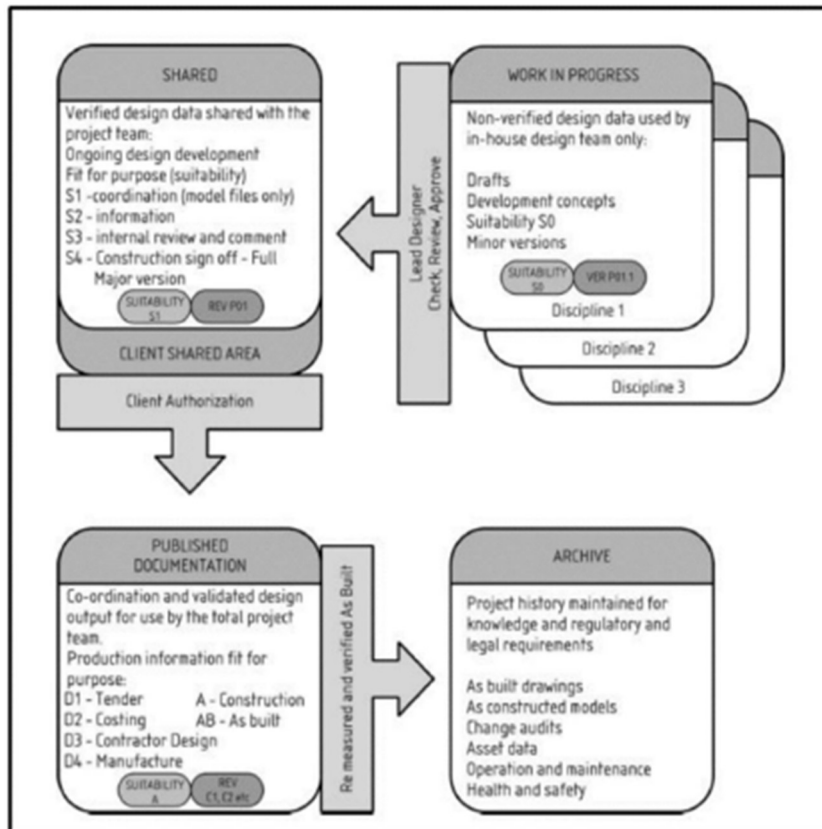 SHARED
Verified design data shared with the
project team:
Ongoing design development
Fit for purpose (suitability)
S1 -coordination (model files only)
S2 - information
S3 - internal review and comment
S4 - Construction sign off - Full
Major version
SUITABILITY
S1
REV P01
CLIENT SHARED AREA
Client Authorization
Lead Designer
Check, Review, Approve
WORK IN PROGRESS
Non-verified design data used by
in-house design team only:
Drafts
Development concepts
Suitability S0
Minor versions
SUITABILITY
S0
VER P01.1
Discipline 1
Discipline 2
Discipline 3
PUBLISHED
DOCUMENTATION
Co-ordination and validated design
output for use by the total project
team.
Production information fit for
purpose:
D1 - Tender A - Construction
D2 - Costing AB - As built
D3 - Contractor Design
D4 - Manufacture
SUITABILITY
A
REV
C1, C2 etc
Re measured and verified As Built
ARCHIVE
Project history maintained for
knowledge and regulatory and
legal requirements
As built drawings
As constructed models
Change audits
Asset data
Operation and maintenance
Health and safety